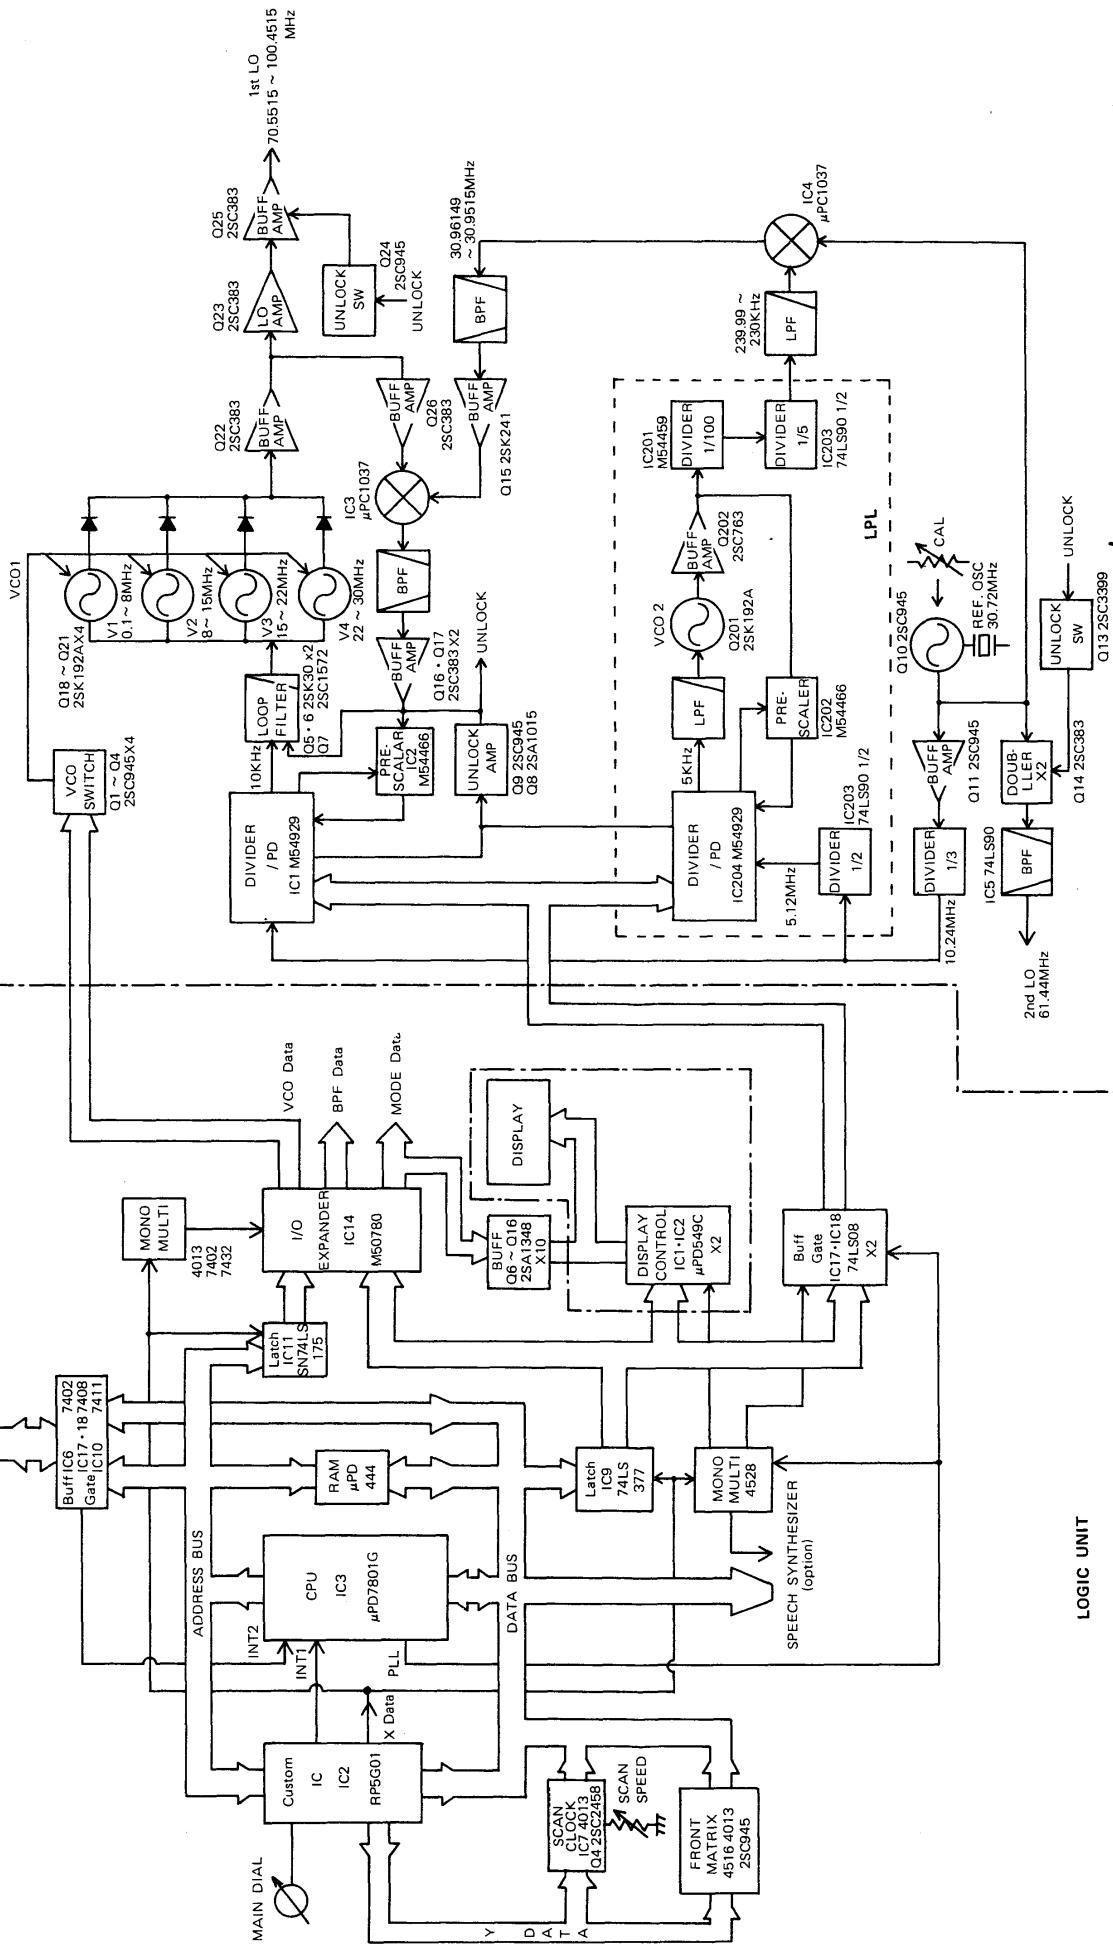 1st LO
70.5515 ~ 100.4515
MHz
Q25
2SC383
BUFF
AMP
Q23
2SC383
LO
AMP
UNLOCK
SW
Q24
2SC945
UNLOCK
Q22
2SC383
BUFF
AMP
BUFF
AMP
Q26
2SC383
IC3
μPC1037
BPF
BUFF
AMP
Q16 · Q17
2SC383 X2
VCO1
Q18 ~ Q21
2SK192AX4
V1
0.1~ 8MHz
V2
8~ 15MHz
V3
15~ 22MHz
V4
22 ~ 30MHz
VCO
SWITCH
Q1 ~ Q4
2SC945X4
LOOP
FILTER
Q5 · 6 2SK30 x2
Q7 2SC1572
10KHz
PRE-
SCALAR
IC2
M54466
UNLOCK
AMP
Q9 2SC945
Q8 2SA1015
UNLOCK
DIVIDER
/ PD
IC1 M54929
30.96149
~ 30.9515MHz
BPF
BUFF
AMP
Q15 2SK241
IC4
μPC1037
239.99 ~
230KHz
LPF
LPL
IC201
M54459
DIVIDER
1/100
DIVIDER
1/5
IC203
74LS90 1/2
BUFF
AMP
Q202
2SC763
VCO 2
Q201
2SK192A
LPF
5KHz
PRE-
SCALER
IC202
M54466
DIVIDER
/ PD
IC204 M54929
5.12MHz
DIVIDER
1/2
IC203
74LS90 1/2
CAL
Q10 2SC945
REF. OSC
30.72MHz
BUFF
AMP
Q11 2SC945
DIVIDER
1/3
10.24MHz
IC5 74LS90
DOUB-
LLER
X2
Q14 2SC383
BPF
2nd LO
61.44MHz
UNLOCK
UNLOCK
SW
Q13 2SC3399
VCO Data
BPF Data
MODE Data
MONO
MULTI
4013
7402
7432
I/O
EXPANDER
IC14
M50780
Latch
IC11
SN74LS
175
DISPLAY
BUFF
Q6 ~ Q16
2SA1348
X10
DISPLAY
CONTROL
IC1 · IC2
μPD549C
X2
Buff
Gate
IC17 · IC18
74LS08
X2
Buff IC6 7402
Gate IC17 · 18 7408
IC10 7411
RAM
μPD
444
Latch
IC9
74LS
377
MONO
MULTI
4528
SPEECH SYNTHESIZER
(option)
ADDRESS BUS
DATA BUS
CPU
IC3
μPD7801G
INT2
INT1
PLL
X Data
Custom
IC
IC2
RP5G01
MAIN DIAL
Y DATA
SCAN
CLOCK
IC7 4013
Q4 2SC2458
SCAN
SPEED
FRONT
MATRIX
4516 4013
2SC945
LOGIC UNIT